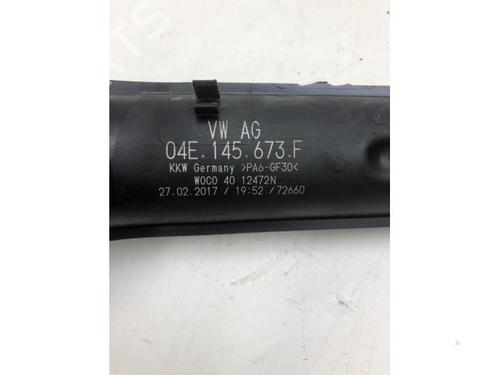 VW AG
04E.145.673.F
KKW Germany >PA6-GF30<
WOCO 40 12472N
27.02.2017 / 19:52 /72660